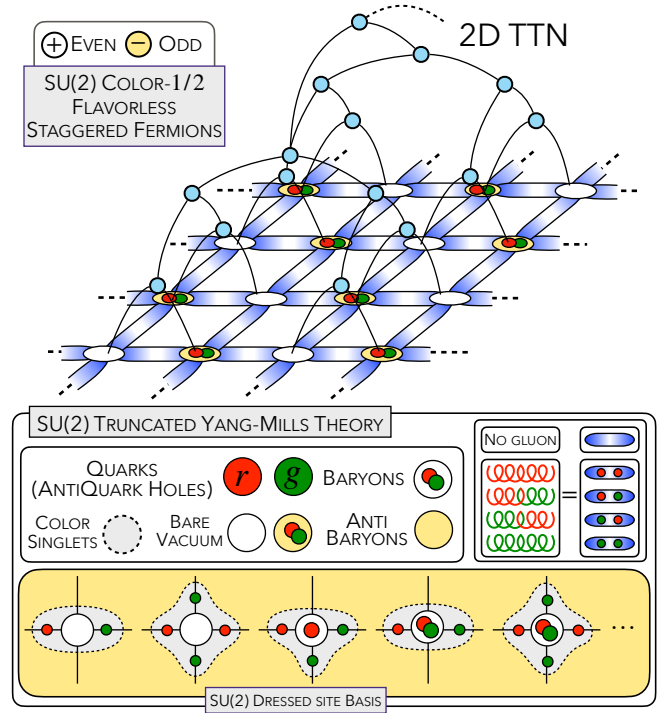 + EVEN − ODD
2D TTN
SU(2) COLOR-1/2
FLAVORLESS
STAGGERED FERMIONS
SU(2) TRUNCATED YANG-MILLS THEORY
QUARKS
(ANTIQUARK HOLES)
r g
BARYONS
COLOR
SINGLETS
BARE
VACUUM
ANTI
BARYONS
NO GLUON
=
...
SU(2) DRESSED SITE BASIS